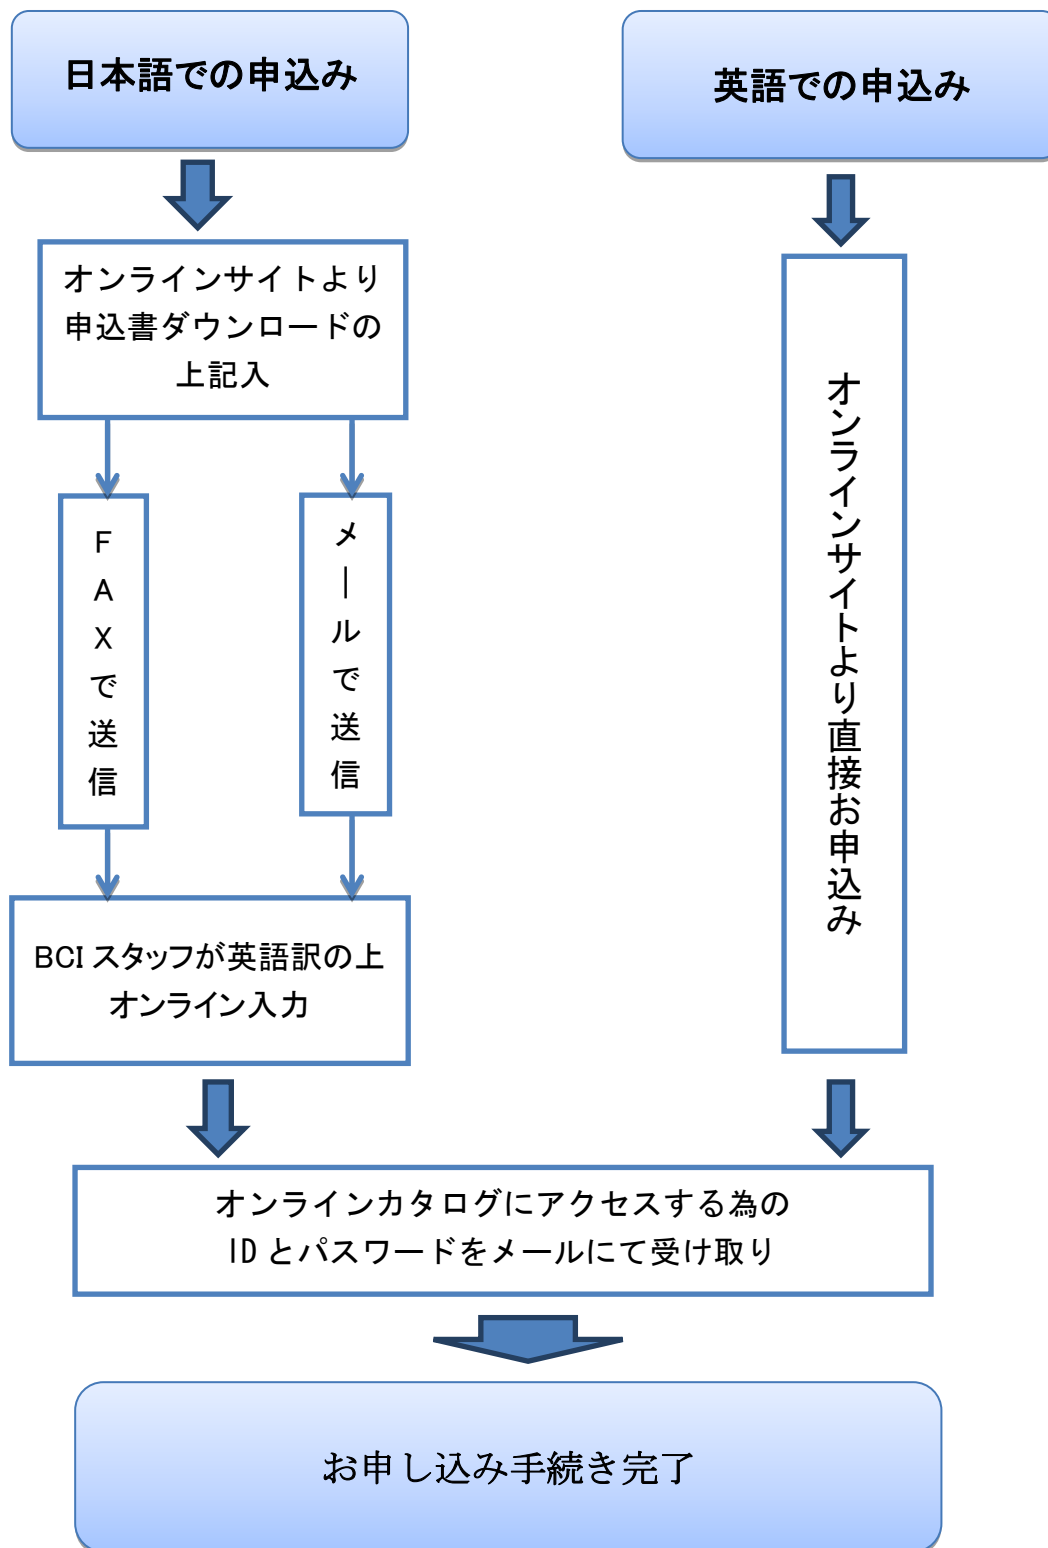 日本語での申込み
英語での申込み
オンラインサイトより
申込書ダウンロードの
上記入
FAXで送信
メールで送信
オンラインサイトより直接お申込み
BCIスタッフが英語訳の上
オンライン入力
オンラインカタログにアクセスする為の
IDとパスワードをメールにて受け取り
お申し込み手続き完了